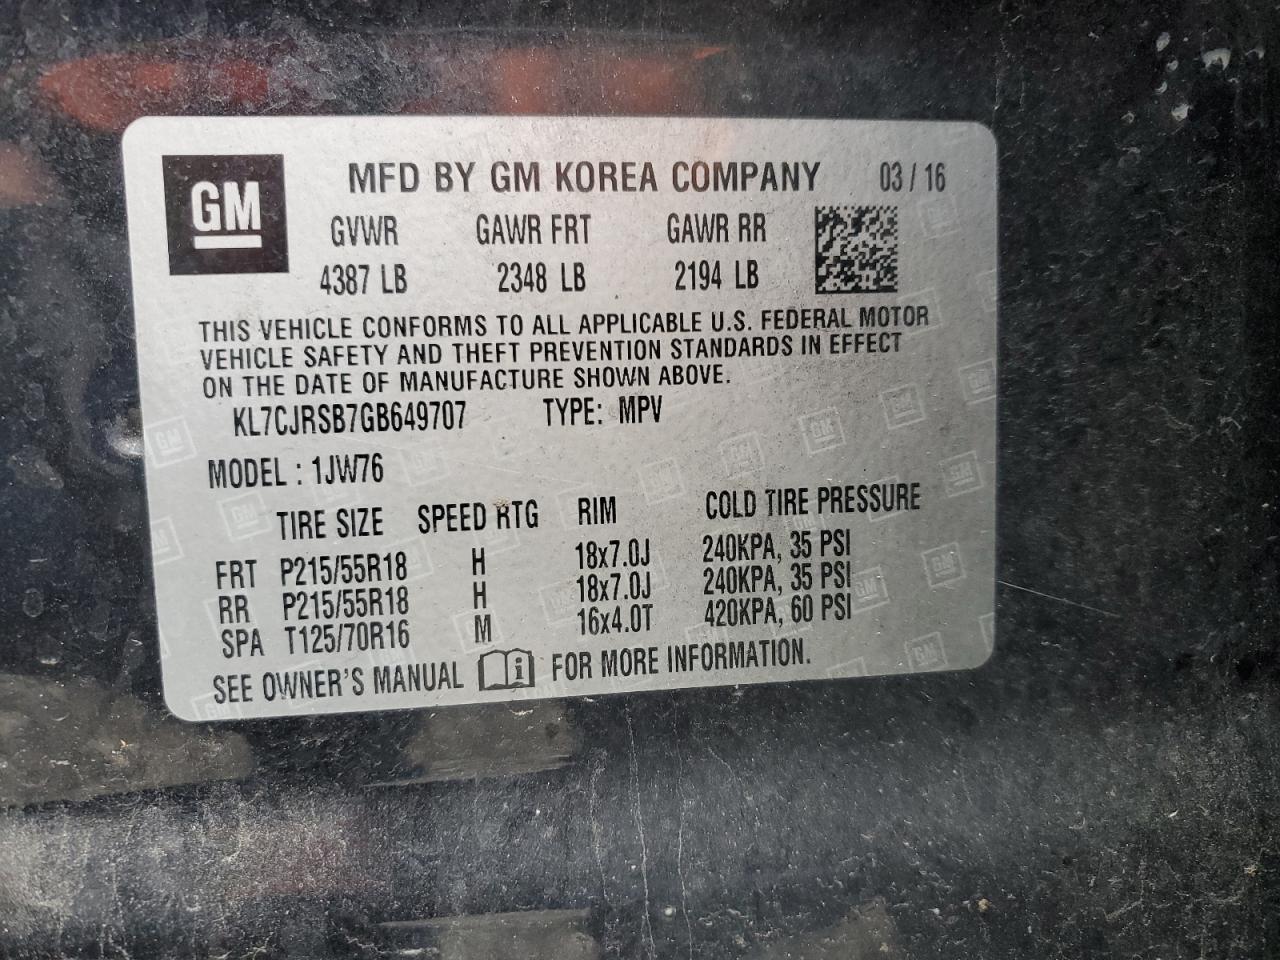 GM
MFD BY GM KOREA COMPANY 03 / 16
GVWR GAWR FRT GAWR RR
4387 LB 2348 LB 2194 LB
THIS VEHICLE CONFORMS TO ALL APPLICABLE U.S. FEDERAL MOTOR
VEHICLE SAFETY AND THEFT PREVENTION STANDARDS IN EFFECT
ON THE DATE OF MANUFACTURE SHOWN ABOVE.
KL7CJRSB7GB649707 TYPE: MPV
MODEL : 1JW76
TIRE SIZE SPEED RTG RIM COLD TIRE PRESSURE
FRT P215/55R18 H 18x7.0J 240KPA, 35 PSI
RR P215/55R18 H 18x7.0J 240KPA, 35 PSI
SPA T125/70R16 M 16x4.0T 420KPA, 60 PSI
SEE OWNER'S MANUAL i FOR MORE INFORMATION.